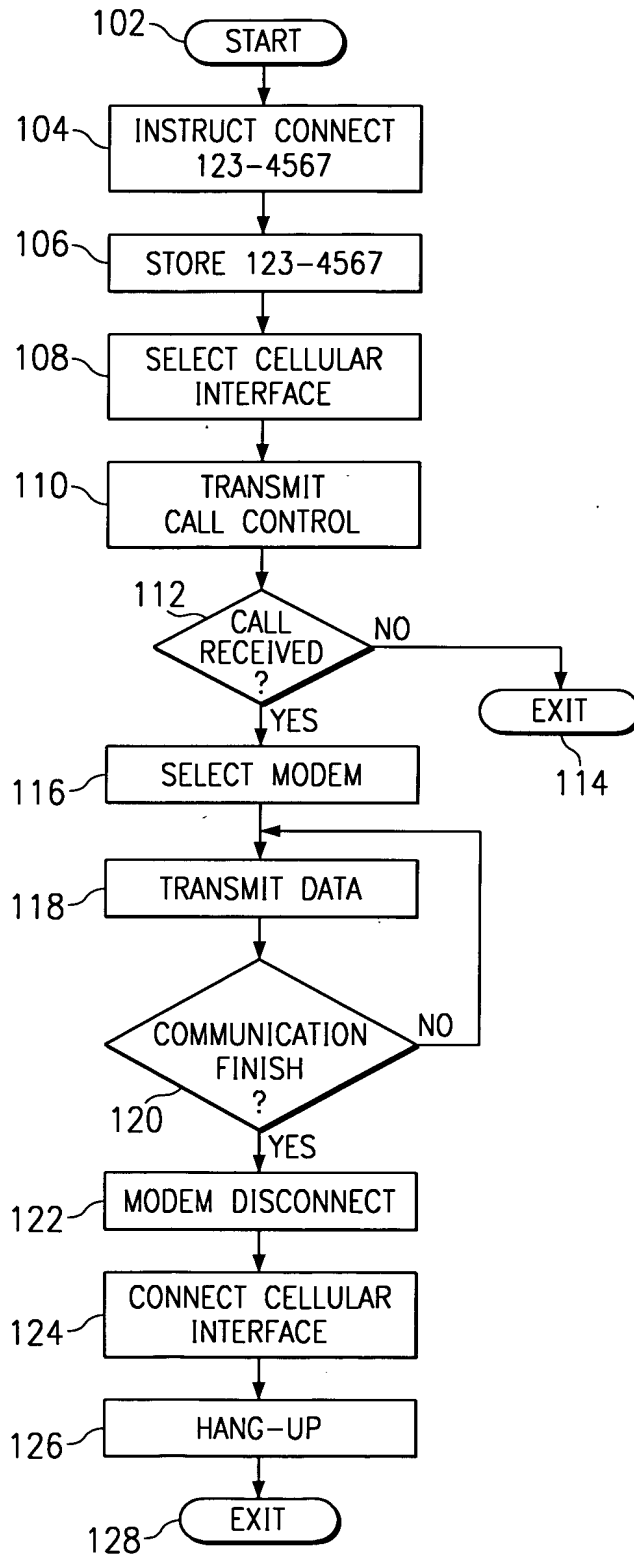 102
START
104
INSTRUCT CONNECT
123-4567
106
STORE 123-4567
108
SELECT CELLULAR
INTERFACE
110
TRANSMIT
CALL CONTROL
112
CALL
RECEIVED
?
NO
YES
EXIT
114
116
SELECT MODEM
118
TRANSMIT DATA
COMMUNICATION
FINISH
?
NO
120
YES
122
MODEM DISCONNECT
124
CONNECT CELLULAR
INTERFACE
126
HANG-UP
128
EXIT